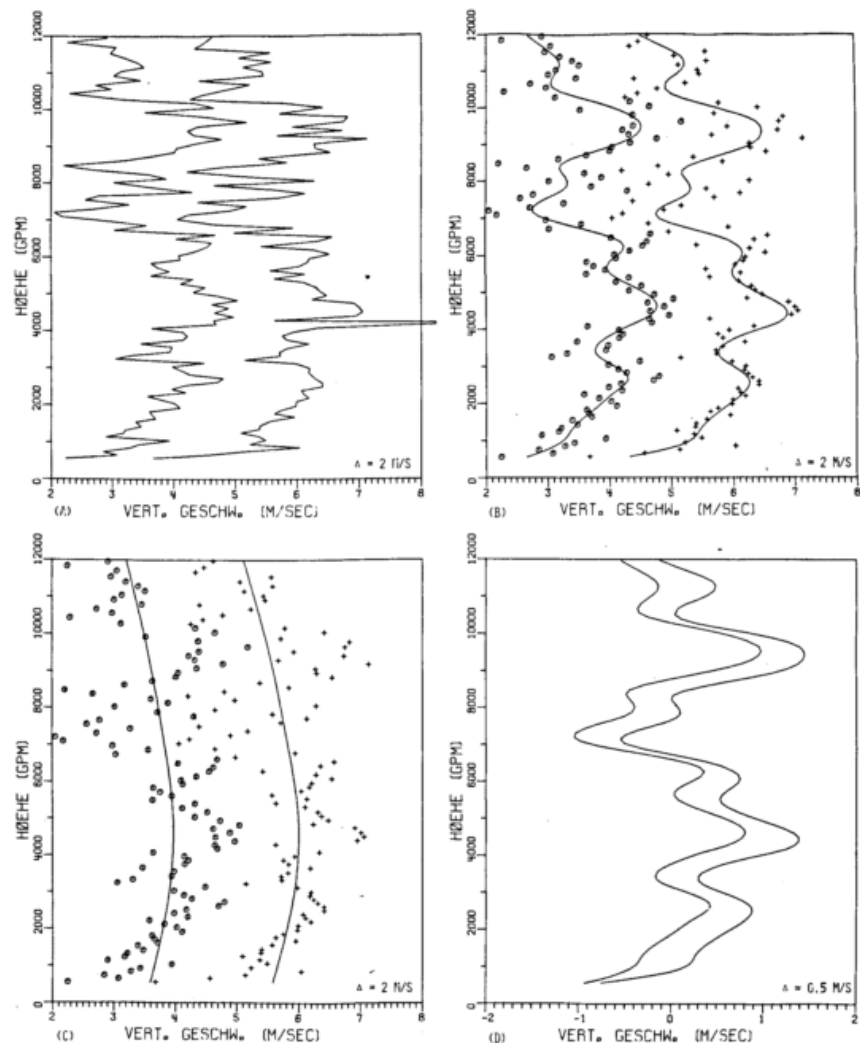 12000 10000 8000 6000 4000 2000 0
HØEHE (GPM)
Δ = 2 M/S
2 3 4 5 6 7 8
(A) VERT. GESCHW. (M/SEC)
12000 10000 8000 6000 4000 2000 0
HØEHE (GPM)
Δ = 2 M/S
2 3 4 5 6 7 8
(B) VERT. GESCHW. (M/SEC)
12000 10000 8000 6000 4000 2000 0
HØEHE (GPM)
Δ = 2 M/S
2 3 4 5 6 7 8
(C) VERT. GESCHW. (M/SEC)
12000 10000 8000 6000 4000 2000 0
HØEHE (GPM)
Δ = 0.5 M/S
-2 -1 0 1 2
(D) VERT. GESCHW. (M/SEC)